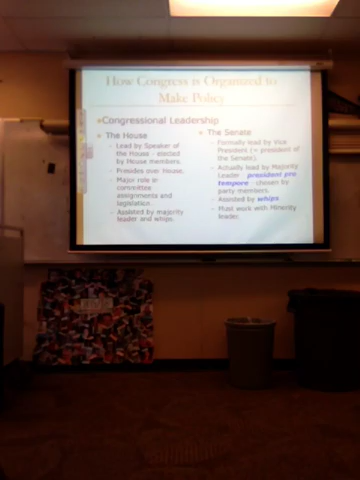 How Congress is Organized to
Make Policy
Congressional Leadership
The House
- Lead by Speaker of
the House - elected
by House members.
- Presides over House.
- Major role in
committee
assignments and
legislation.
- Assisted by majority
leader and whips.
The Senate
- Formally lead by Vice
President (= president of
the Senate).
- Actually lead by Majority
Leader - president pro
tempore - chosen by
party members.
- Assisted by whips.
- Must work with Minority
leader.